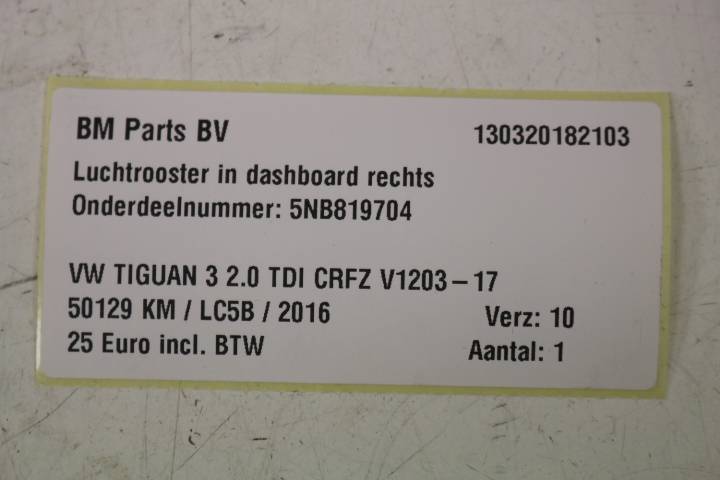 BM Parts BV 130320182103
Luchtrooster in dashboard rechts
Onderdeelnummer: 5NB819704
VW TIGUAN 3 2.0 TDI CRFZ V1203-17
50129 KM / LC5B / 2016 Verz: 10
25 Euro incl. BTW Aantal: 1